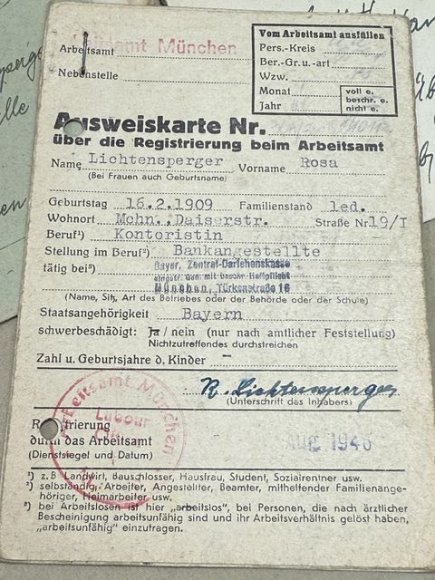 Arbeitsamt Arbeitsamt München
Nebenstelle
Vom Arbeitsamt ausfüllen
Pers.-Kreis
Ber.-Gr.u.-art
Wzw.
Monat
Jahr
voll e.
beschr. e.
nicht e.
Ausweiskarte Nr.
über die Registrierung beim Arbeitsamt
Name Lichtensperger Vorname Rosa
(Bei Frauen auch Geburtsname)
Geburtstag 16.2.1909 Familienstand led.
Wohnort Mchn., Daiserstr. Straße Nr. 19/I
Beruf¹) Kontoristin
Stellung im Beruf²) Bankangestellte
tätig bei³) Bayer. Zentral-Darlehenskasse
eingetr. Gen. mit beschr. Haftpflicht
München, Türkenstraße 16
(Name, Sitz, Art des Betriebes oder der Behörde oder der Schule)
Staatsangehörigkeit Bayern
schwerbeschädigt: ja / nein (nur nach amtlicher Feststellung)
Nichtzutreffendes durchstreichen
Zahl u. Geburtsjahre d. Kinder -
R. Lichtensperger
(Unterschrift des Inhabers)
Registrierung
durch das Arbeitsamt
(Dienstsiegel und Datum)
Arbeitsamt München
Labour
Aug 1946
¹) z. B. Landwirt, Bauschlosser, Hausfrau, Student, Sozialrentner usw.
²) selbständig, Arbeiter, Angestellter, Beamter, mithelfender Familienange-
höriger, Heimarbeiter usw.
³) bei Arbeitslosen ist hier „arbeitslos", bei Personen, die nach ärztlicher
Bescheinigung arbeitsunfähig sind und ihr Arbeitsverhältnis gelöst haben,
„arbeitsunfähig" einzutragen.